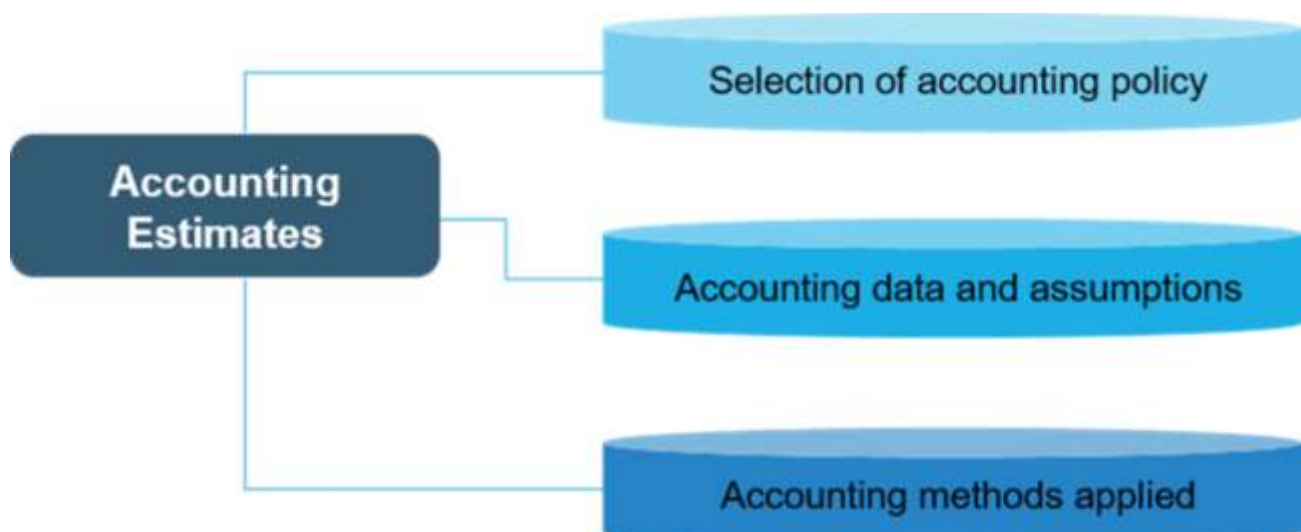 Selection of accounting policy
Accounting
Estimates
Accounting data and assumptions
Accounting methods applied